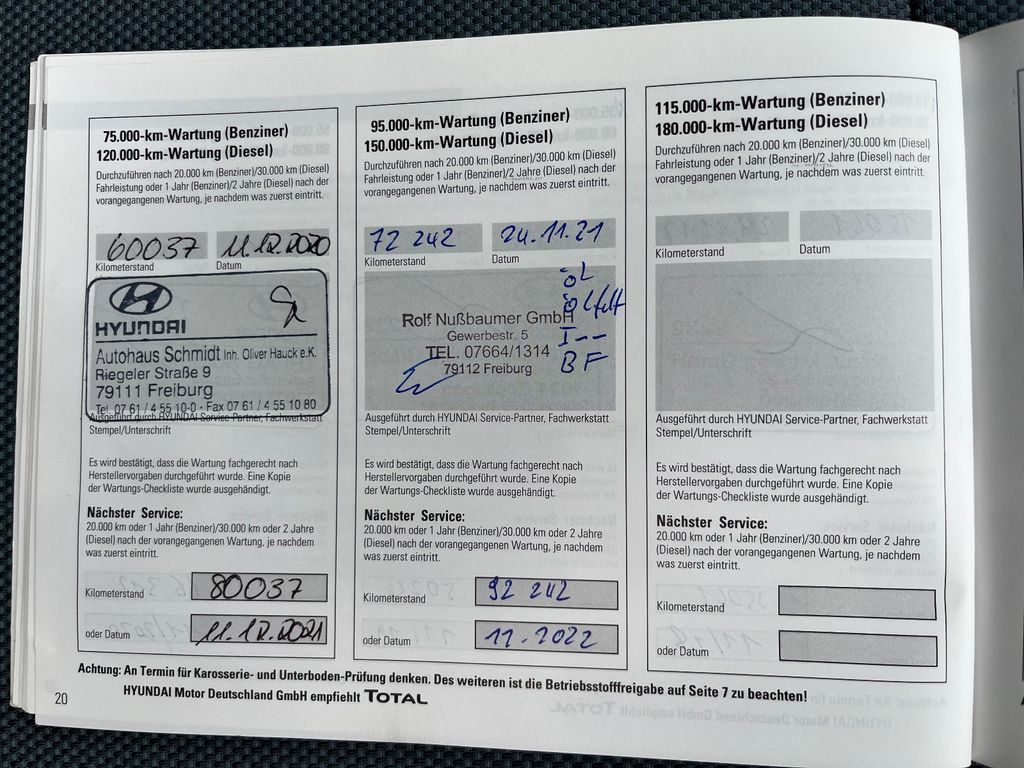 75.000-km-Wartung (Benziner)
120.000-km-Wartung (Diesel)
Durchzuführen nach 20.000 km (Benziner)/30.000 km (Diesel)
Fahrleistung oder 1 Jahr (Benziner)/2 Jahre (Diesel) nach der
vorangegangenen Wartung, je nachdem was zuerst eintritt.
60037 11.12.2020
Kilometerstand Datum
HYUNDAI
Autohaus Schmidt Inh. Oliver Hauck e.K.
Riegeler Straße 9
79111 Freiburg
Tel. 07 61 / 4 55 10-0 · Fax 07 61 / 4 55 10 80
Ausgeführt durch HYUNDAI Service-Partner, Fachwerkstatt
Stempel/Unterschrift
Es wird bestätigt, dass die Wartung fachgerecht nach
Herstellervorgaben durchgeführt wurde. Eine Kopie
der Wartungs-Checkliste wurde ausgehändigt.
Nächster Service:
20.000 km oder 1 Jahr (Benziner)/30.000 km oder 2 Jahre
(Diesel) nach der vorangegangenen Wartung, je nachdem
was zuerst eintritt.
Kilometerstand 80037
oder Datum 11.12.2021
95.000-km-Wartung (Benziner)
150.000-km-Wartung (Diesel)
Durchzuführen nach 20.000 km (Benziner)/30.000 km (Diesel)
Fahrleistung oder 1 Jahr (Benziner)/2 Jahre (Diesel) nach der
vorangegangenen Wartung, je nachdem was zuerst eintritt.
72 242 24.11.21
Kilometerstand Datum
öL
Rolf Nußbaumer GmbH
Gewerbestr. 5
TEL. 07664/1314
79112 Freiburg
BF
Ausgeführt durch HYUNDAI Service-Partner, Fachwerkstatt
Stempel/Unterschrift
Es wird bestätigt, dass die Wartung fachgerecht nach
Herstellervorgaben durchgeführt wurde. Eine Kopie
der Wartungs-Checkliste wurde ausgehändigt.
Nächster Service:
20.000 km oder 1 Jahr (Benziner)/30.000 km oder 2 Jahre
(Diesel) nach der vorangegangenen Wartung, je nachdem
was zuerst eintritt.
Kilometerstand 92 242
oder Datum 11.2022
115.000-km-Wartung (Benziner)
180.000-km-Wartung (Diesel)
Durchzuführen nach 20.000 km (Benziner)/30.000 km (Diesel)
Fahrleistung oder 1 Jahr (Benziner)/2 Jahre (Diesel) nach der
vorangegangenen Wartung, je nachdem was zuerst eintritt.
Kilometerstand Datum
Ausgeführt durch HYUNDAI Service-Partner, Fachwerkstatt
Stempel/Unterschrift
Es wird bestätigt, dass die Wartung fachgerecht nach
Herstellervorgaben durchgeführt wurde. Eine Kopie
der Wartungs-Checkliste wurde ausgehändigt.
Nächster Service:
20.000 km oder 1 Jahr (Benziner)/30.000 km oder 2 Jahre
(Diesel) nach der vorangegangenen Wartung, je nachdem
was zuerst eintritt.
Kilometerstand
oder Datum
Achtung: An Termin für Karosserie- und Unterboden-Prüfung denken. Des weiteren ist die Betriebsstofffreigabe auf Seite 7 zu beachten!
20 HYUNDAI Motor Deutschland GmbH empfiehlt TOTAL